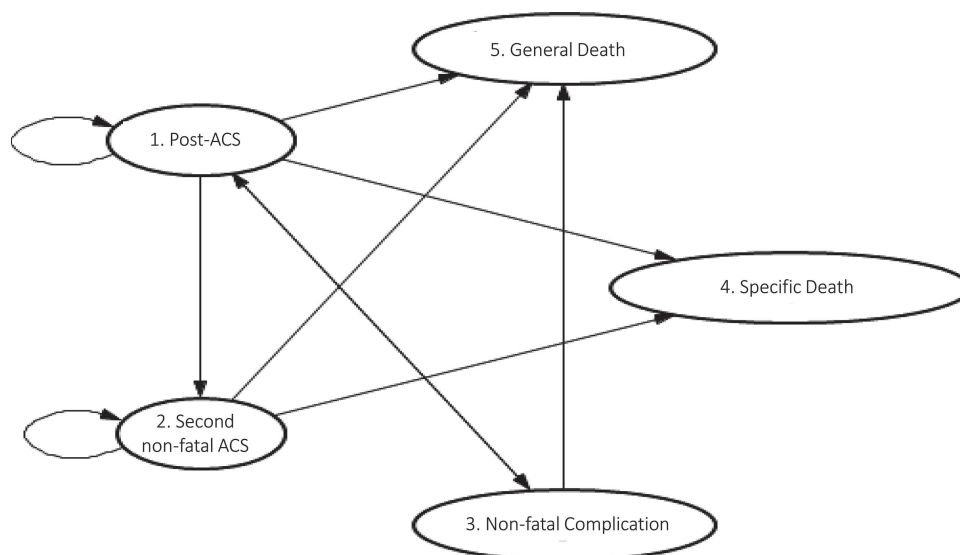 5. General Death
1. Post-ACS
4. Specific Death
2. Second
non-fatal ACS
3. Non-fatal Complication